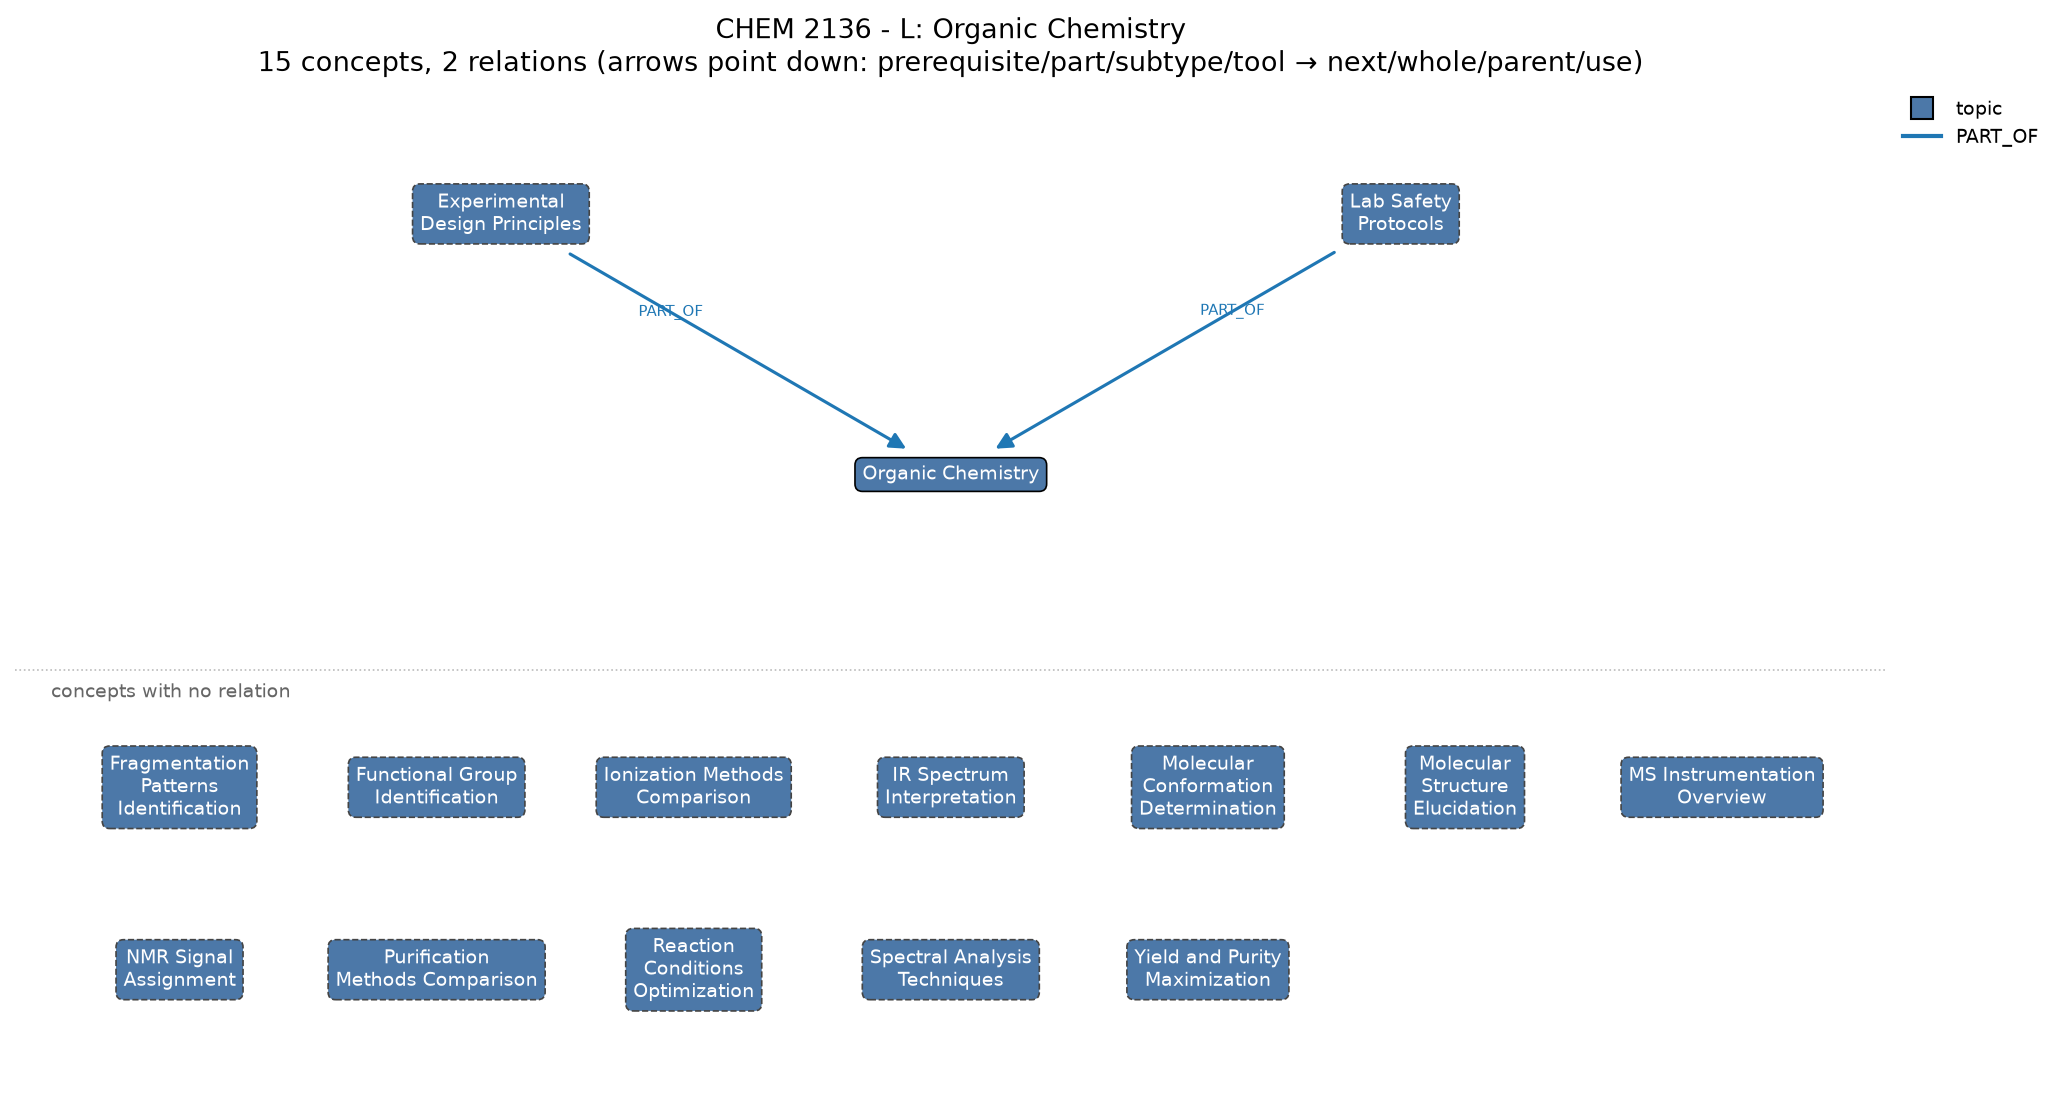 CHEM 2136 - L: Organic Chemistry
15 concepts, 2 relations (arrows point down: prerequisite/part/subtype/tool → next/whole/parent/use)
topic
PART_OF
Experimental
Design Principles
Lab Safety
Protocols
PART_OF
PART_OF
Organic Chemistry
concepts with no relation
Fragmentation
Patterns
Identification
Functional Group
Identification
Ionization Methods
Comparison
IR Spectrum
Interpretation
Molecular
Conformation
Determination
Molecular
Structure
Elucidation
MS Instrumentation
Overview
NMR Signal
Assignment
Purification
Methods Comparison
Reaction
Conditions
Optimization
Spectral Analysis
Techniques
Yield and Purity
Maximization